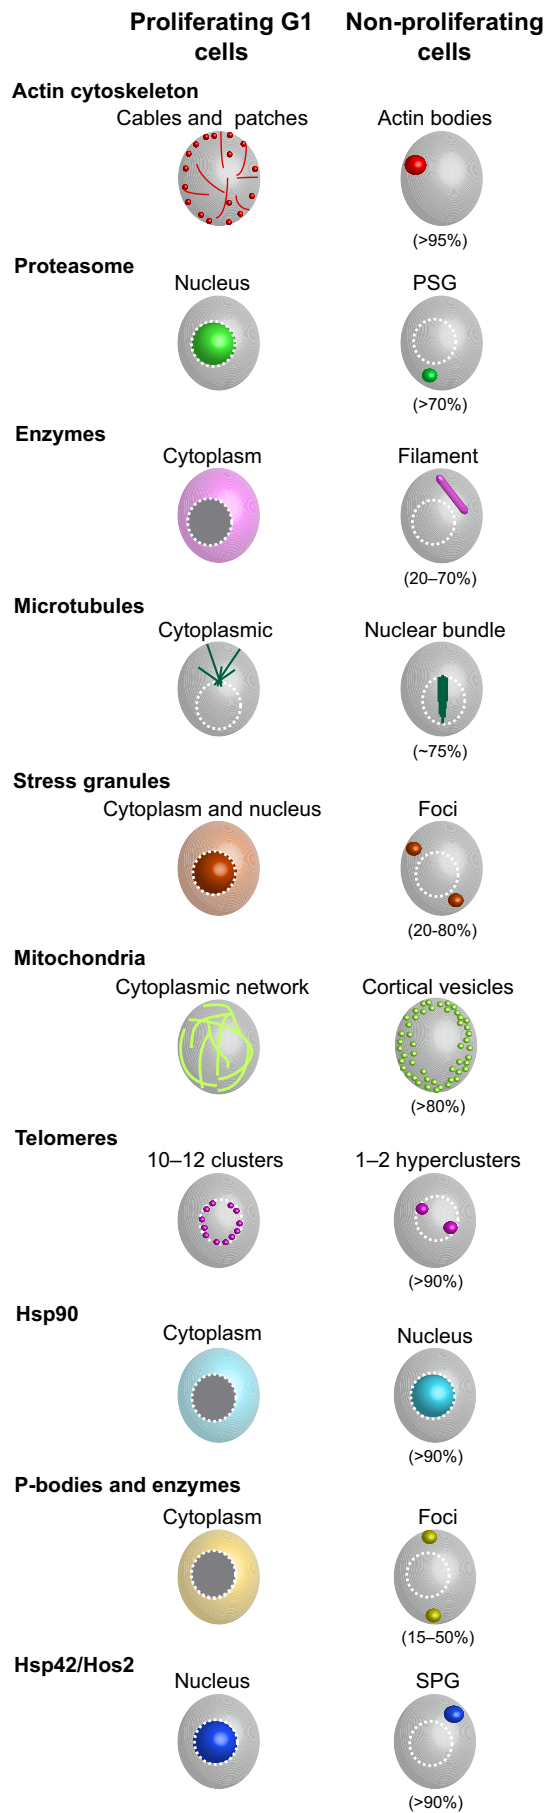 Proliferating G1 Non-proliferating
cells cells
Actin cytoskeleton
Cables and patches Actin bodies
(>95%)
Proteasome
Nucleus PSG
(>70%)
Enzymes
Cytoplasm Filament
(20–70%)
Microtubules
Cytoplasmic Nuclear bundle
(~75%)
Stress granules
Cytoplasm and nucleus Foci
(20-80%)
Mitochondria
Cytoplasmic network Cortical vesicles
(>80%)
Telomeres
10–12 clusters 1–2 hyperclusters
(>90%)
Hsp90
Cytoplasm Nucleus
(>90%)
P-bodies and enzymes
Cytoplasm Foci
(15–50%)
Hsp42/Hos2
Nucleus SPG
(>90%)